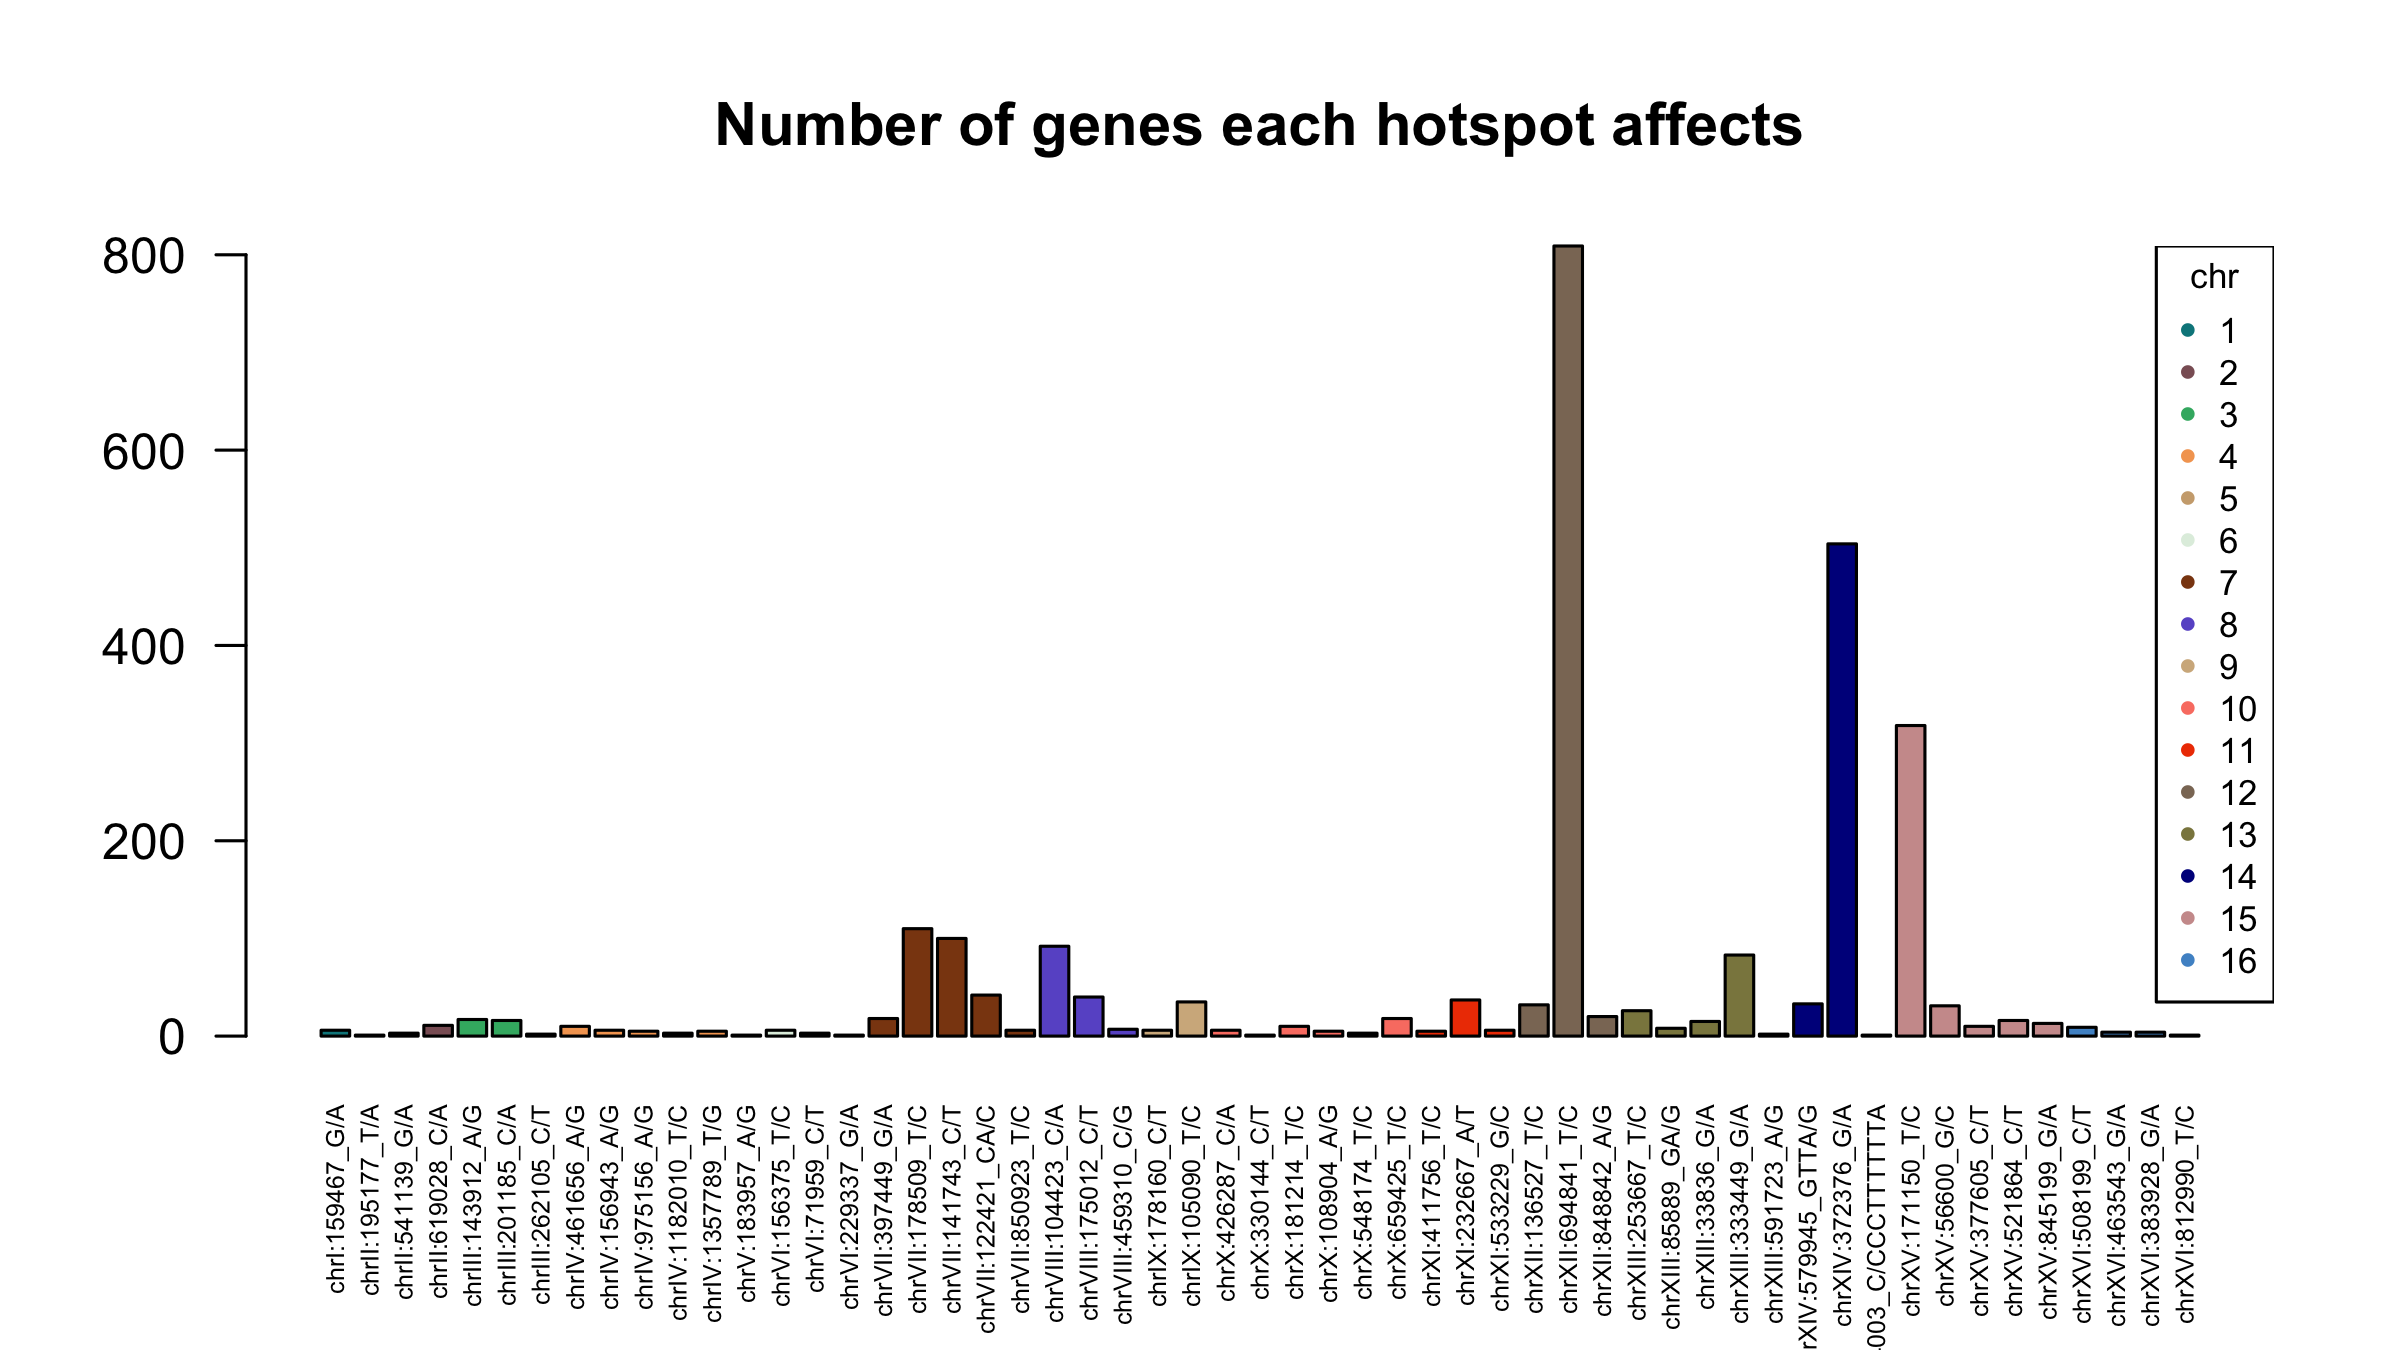 Number of genes each hotspot affects
800
600
400
200
0
chr
1
2
3
4
5
6
7
8
9
10
11
12
13
14
15
16
chrI:159467_G/A
chrII:195177_T/A
chrII:541139_G/A
chrII:619028_C/A
chrIII:143912_A/G
chrIII:201185_C/A
chrIII:262105_C/T
chrIV:461656_A/G
chrIV:156943_A/G
chrIV:975156_A/G
chrIV:1182010_T/C
chrIV:1357789_T/G
chrV:183957_A/G
chrVI:156375_T/C
chrVI:71959_C/T
chrVI:229337_G/A
chrVII:397449_G/A
chrVII:178509_T/C
chrVII:141743_C/T
chrVII:122421_CA/C
chrVII:850923_T/C
chrVIII:104423_C/A
chrVIII:175012_C/T
chrVIII:459310_C/G
chrIX:178160_C/T
chrIX:105090_T/C
chrX:426287_C/A
chrX:330144_C/T
chrX:181214_T/C
chrX:108904_A/G
chrX:548174_T/C
chrX:659425_T/C
chrXI:411756_T/C
chrXI:232667_A/T
chrXI:533229_G/C
chrXII:136527_T/C
chrXII:694841_T/C
chrXII:848842_A/G
chrXIII:253667_T/C
chrXIII:85889_GA/G
chrXIII:33836_G/A
chrXIII:333449_G/A
chrXIII:591723_A/G
rXIV:579945_GTTA/G
chrXIV:372376_G/A
003_C/CCCTTTTTA
chrXV:171150_T/C
chrXV:56600_G/C
chrXV:377605_C/T
chrXV:521864_C/T
chrXV:845199_G/A
chrXVI:508199_C/T
chrXVI:463543_G/A
chrXVI:383928_G/A
chrXVI:812990_T/C